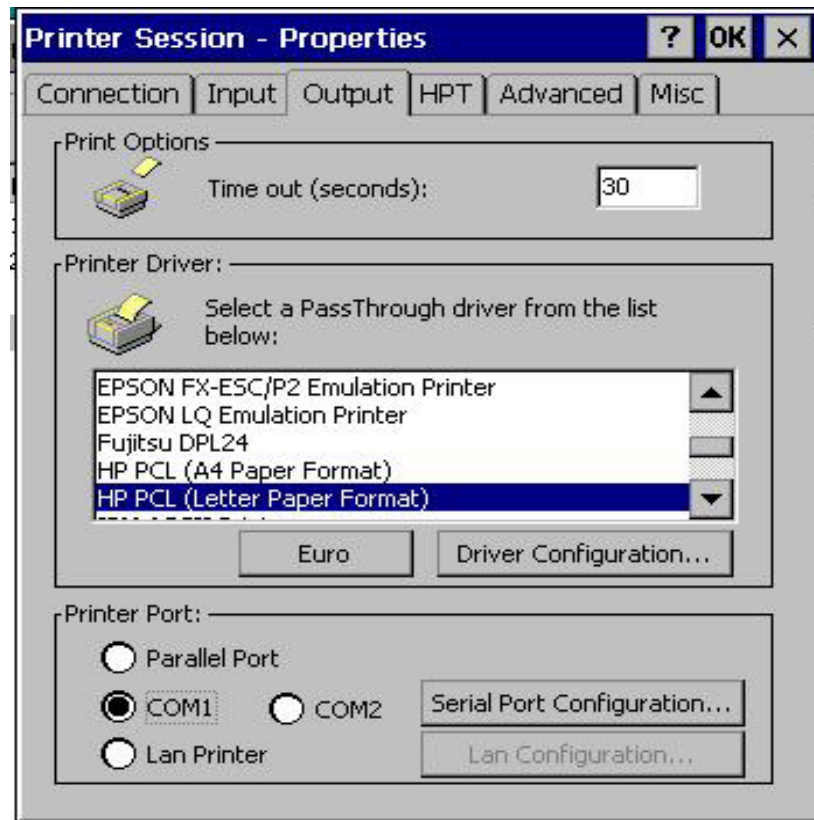 Printer Session - Properties ? OK ×
Connection Input Output HPT Advanced Misc
Print Options
Time out (seconds): 30
Printer Driver:
Select a PassThrough driver from the list
below:
EPSON FX-ESC/P2 Emulation Printer
EPSON LQ Emulation Printer
Fujitsu DPL24
HP PCL (A4 Paper Format)
HP PCL (Letter Paper Format)
Euro Driver Configuration...
Printer Port:
Parallel Port
COM1 COM2 Serial Port Configuration...
Lan Printer Lan Configuration...